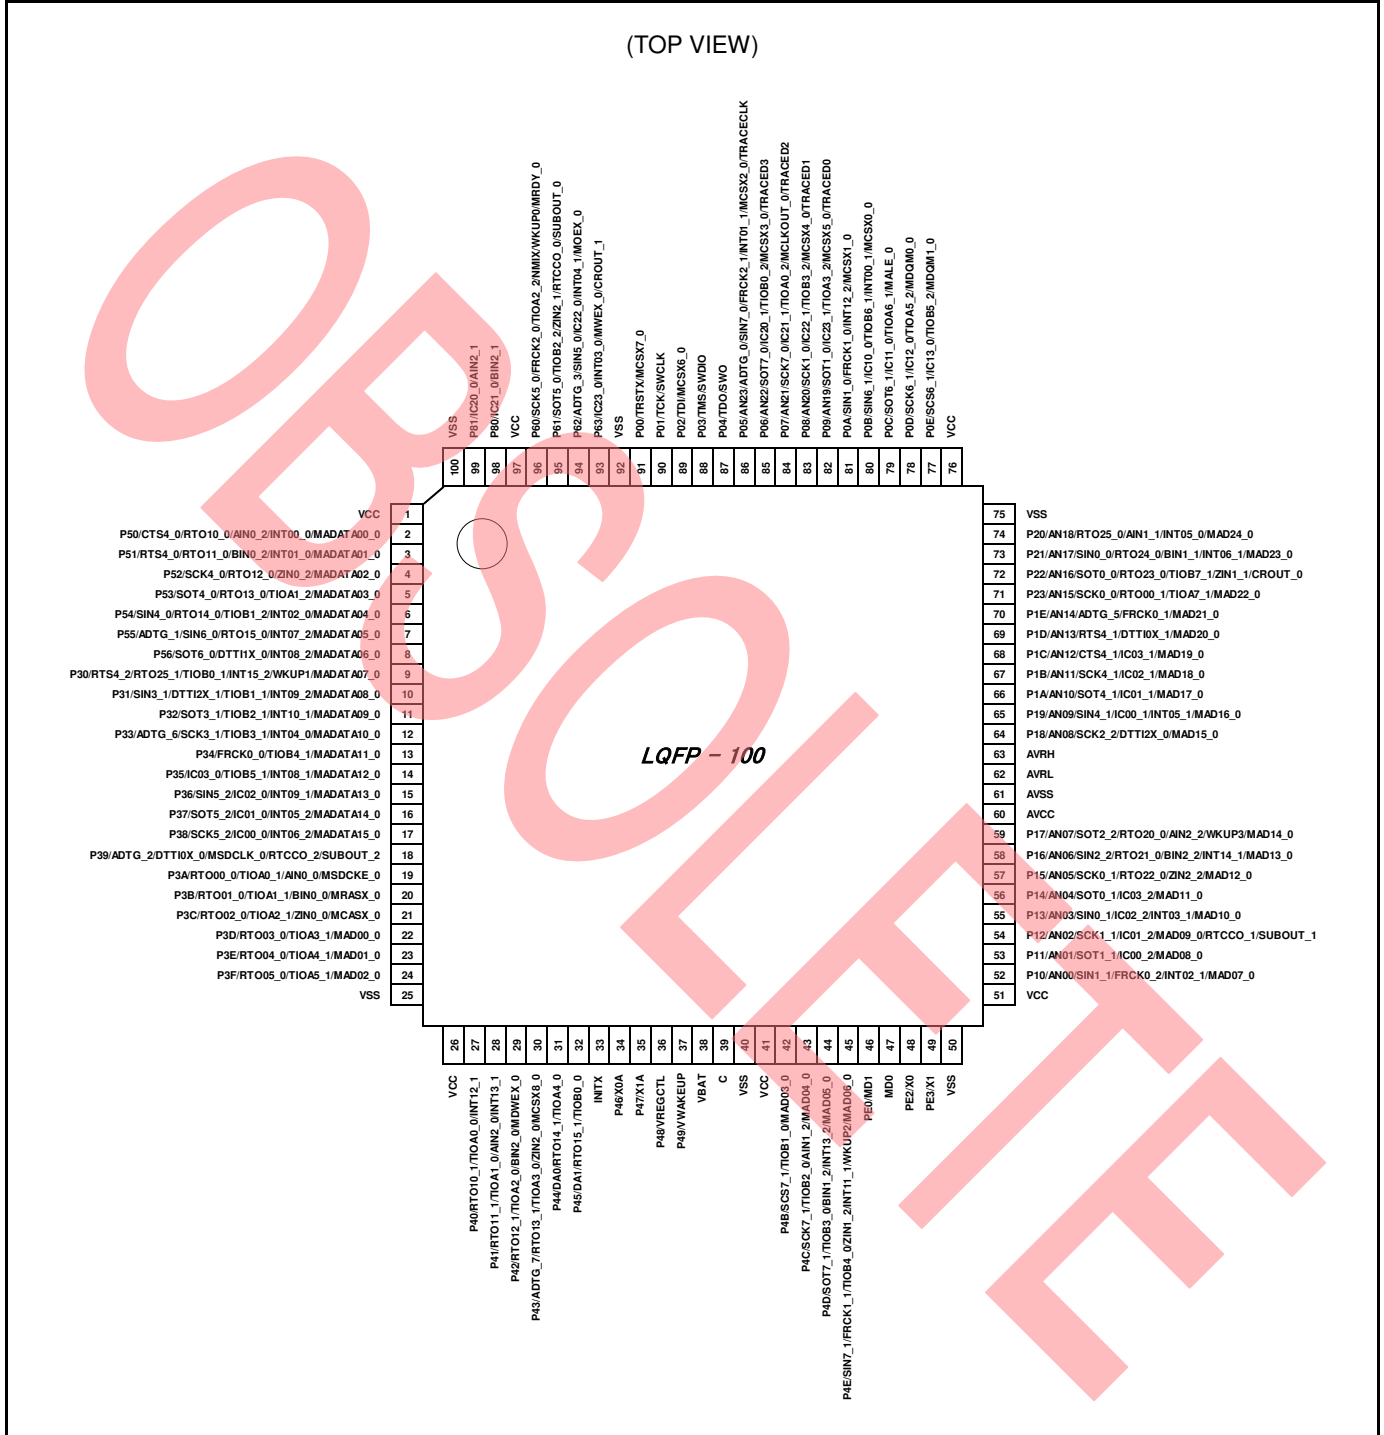 (TOP VIEW)
VSS
P81/IC20_0/AIN2_1
P80/IC21_0/BIN2_1
VCC
P60/SCK5_0/FRCK2_0/TIOA2_2/NMIX/WKUP0/MRDY_0
P61/SOT5_0/TIOB2_2/ZIN2_1/RTCCO_0/SUBOUT_0
P62/ADTG_3/SIN5_0/IC22_0/INT04_1/MOEX_0
P63/IC23_0/INT03_0/MWEX_0/CROUT_1
VSS
P00/TRSTX/MCSX7_0
P01/TCK/SWCLK
P02/TDI/MCSX6_0
P03/TMS/SWDIO
P04/TDO/SWO
P05/AN23/ADTG_0/SIN7_0/FRCK2_1/INT01_1/MCSX2_0/TRACECLK
P06/AN22/SOT7_0/IC20_1/TIOB0_2/MCSX3_0/TRACED3
P07/AN21/SCK7_0/IC21_1/TIOA0_2/MCLKOUT_0/TRACED2
P08/AN20/SCK1_0/IC22_1/TIOB3_2/MCSX4_0/TRACED1
P09/AN19/SOT1_0/IC23_1/TIOA3_2/MCSX5_0/TRACED0
P0A/SIN1_0/FRCK1_0/INT12_2/MCSX1_0
P0B/SIN6_1/IC10_0/TIOB6_1/INT00_1/MCSX0_0
P0C/SOT6_1/IC11_0/TIOA6_1/MALE_0
P0D/SCK6_1/IC12_0/TIOA5_2/MDQM0_0
P0E/SCS6_1/IC13_0/TIOB5_2/MDQM1_0
VCC
100 99 98 97 96 95 94 93 92 91 90 89 88 87 86 85 84 83 82 81 80 79 78 77 76
VCC 1
P50/CTS4_0/RTO10_0/AIN0_2/INT00_0/MADATA00_0 2
P51/RTS4_0/RTO11_0/BIN0_2/INT01_0/MADATA01_0 3
P52/SCK4_0/RTO12_0/ZIN0_2/MADATA02_0 4
P53/SOT4_0/RTO13_0/TIOA1_2/MADATA03_0 5
P54/SIN4_0/RTO14_0/TIOB1_2/INT02_0/MADATA04_0 6
P55/ADTG_1/SIN6_0/RTO15_0/INT07_2/MADATA05_0 7
P56/SOT6_0/DTTI1X_0/INT08_2/MADATA06_0 8
P30/RTS4_2/RTO25_1/TIOB0_1/INT15_2/WKUP1/MADATA07_0 9
P31/SIN3_1/DTTI2X_1/TIOB1_1/INT09_2/MADATA08_0 10
P32/SOT3_1/TIOB2_1/INT10_1/MADATA09_0 11
P33/ADTG_6/SCK3_1/TIOB3_1/INT04_0/MADATA10_0 12
P34/FRCK0_0/TIOB4_1/MADATA11_0 13
P35/IC03_0/TIOB5_1/INT08_1/MADATA12_0 14
P36/SIN5_2/IC02_0/INT09_1/MADATA13_0 15
P37/SOT5_2/IC01_0/INT05_2/MADATA14_0 16
P38/SCK5_2/IC00_0/INT06_2/MADATA15_0 17
P39/ADTG_2/DTTI0X_0/MSDCLK_0/RTCCO_2/SUBOUT_2 18
P3A/RTO00_0/TIOA0_1/AIN0_0/MSDCKE_0 19
P3B/RTO01_0/TIOA1_1/BIN0_0/MRASX_0 20
P3C/RTO02_0/TIOA2_1/ZIN0_0/MCASX_0 21
P3D/RTO03_0/TIOA3_1/MAD00_0 22
P3E/RTO04_0/TIOA4_1/MAD01_0 23
P3F/RTO05_0/TIOA5_1/MAD02_0 24
VSS 25
LQFP - 100
75 VSS
74 P20/AN18/RTO25_0/AIN1_1/INT05_0/MAD24_0
73 P21/AN17/SIN0_0/RTO24_0/BIN1_1/INT06_1/MAD23_0
72 P22/AN16/SOT0_0/RTO23_0/TIOB7_1/ZIN1_1/CROUT_0
71 P23/AN15/SCK0_0/RTO00_1/TIOA7_1/MAD22_0
70 P1E/AN14/ADTG_5/FRCK0_1/MAD21_0
69 P1D/AN13/RTS4_1/DTTI0X_1/MAD20_0
68 P1C/AN12/CTS4_1/IC03_1/MAD19_0
67 P1B/AN11/SCK4_1/IC02_1/MAD18_0
66 P1A/AN10/SOT4_1/IC01_1/MAD17_0
65 P19/AN09/SIN4_1/IC00_1/INT05_1/MAD16_0
64 P18/AN08/SCK2_2/DTTI2X_0/MAD15_0
63 AVRH
62 AVRL
61 AVSS
60 AVCC
59 P17/AN07/SOT2_2/RTO20_0/AIN2_2/WKUP3/MAD14_0
58 P16/AN06/SIN2_2/RTO21_0/BIN2_2/INT14_1/MAD13_0
57 P15/AN05/SCK0_1/RTO22_0/ZIN2_2/MAD12_0
56 P14/AN04/SOT0_1/IC03_2/MAD11_0
55 P13/AN03/SIN0_1/IC02_2/INT03_1/MAD10_0
54 P12/AN02/SCK1_1/IC01_2/MAD09_0/RTCCO_1/SUBOUT_1
53 P11/AN01/SOT1_1/IC00_2/MAD08_0
52 P10/AN00/SIN1_1/FRCK0_2/INT02_1/MAD07_0
51 VCC
26 27 28 29 30 31 32 33 34 35 36 37 38 39 40 41 42 43 44 45 46 47 48 49 50
VCC
P40/RTO10_1/TIOA0_0/INT12_1
P41/RTO11_1/TIOA1_0/AIN2_0/INT13_1
P42/RTO12_1/TIOA2_0/BIN2_0/MDWEX_0
P43/ADTG_7/RTO13_1/TIOA3_0/ZIN2_0/MCSX8_0
P44/DA0/RTO14_1/TIOA4_0
P45/DA1/RTO15_1/TIOB0_0
INITX
P46/X0A
P47/X1A
P48/VREGCTL
P49/VWAKEUP
VBAT
C
VSS
VCC
P4B/SCS7_1/TIOB1_0/MAD03_0
P4C/SCK7_1/TIOB2_0/AIN1_2/MAD04_0
P4D/SOT7_1/TIOB3_0/BIN1_2/INT13_2/MAD05_0
P4E/SIN7_1/FRCK1_1/TIOB4_0/ZIN1_2/INT11_1/WKUP2/MAD06_0
PE0/MD1
MD0
PE2/X0
PE3/X1
VSS
OBSOLETE